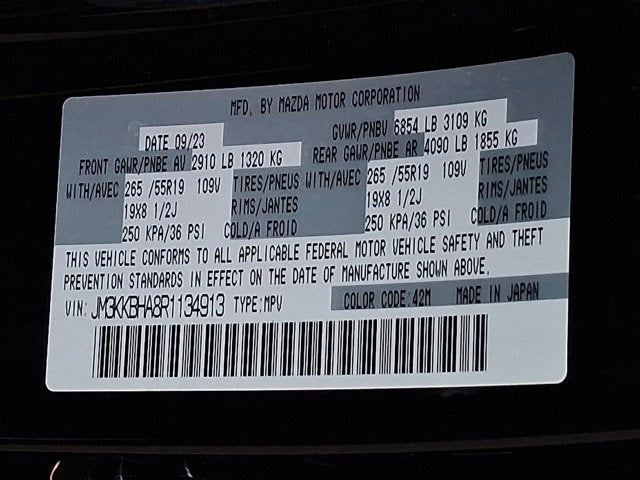 MFD. BY MAZDA MOTOR CORPORATION
DATE 09/23 GVWR/PNBV 6854 LB 3109 KG
FRONT GAWR/PNBE AV 2910 LB 1320 KG REAR GAWR/PNBE AR 4090 LB 1855 KG
WITH/AVEC 265 /55R19 109V TIRES/PNEUS WITH/AVEC 265 /55R19 109V TIRES/PNEUS
19X8 1/2J RIMS/JANTES 19X8 1/2J RIMS/JANTES
250 KPA/36 PSI COLD/A FROID 250 KPA/36 PSI COLD/A FROID
THIS VEHICLE CONFORMS TO ALL APPLICABLE FEDERAL MOTOR VEHICLE SAFETY AND THEFT
PREVENTION STANDARDS IN EFFECT ON THE DATE OF MANUFACTURE SHOWN ABOVE.
VIN: JM3KKBHA8R1134913 TYPE:MPV COLOR CODE:42M MADE IN JAPAN